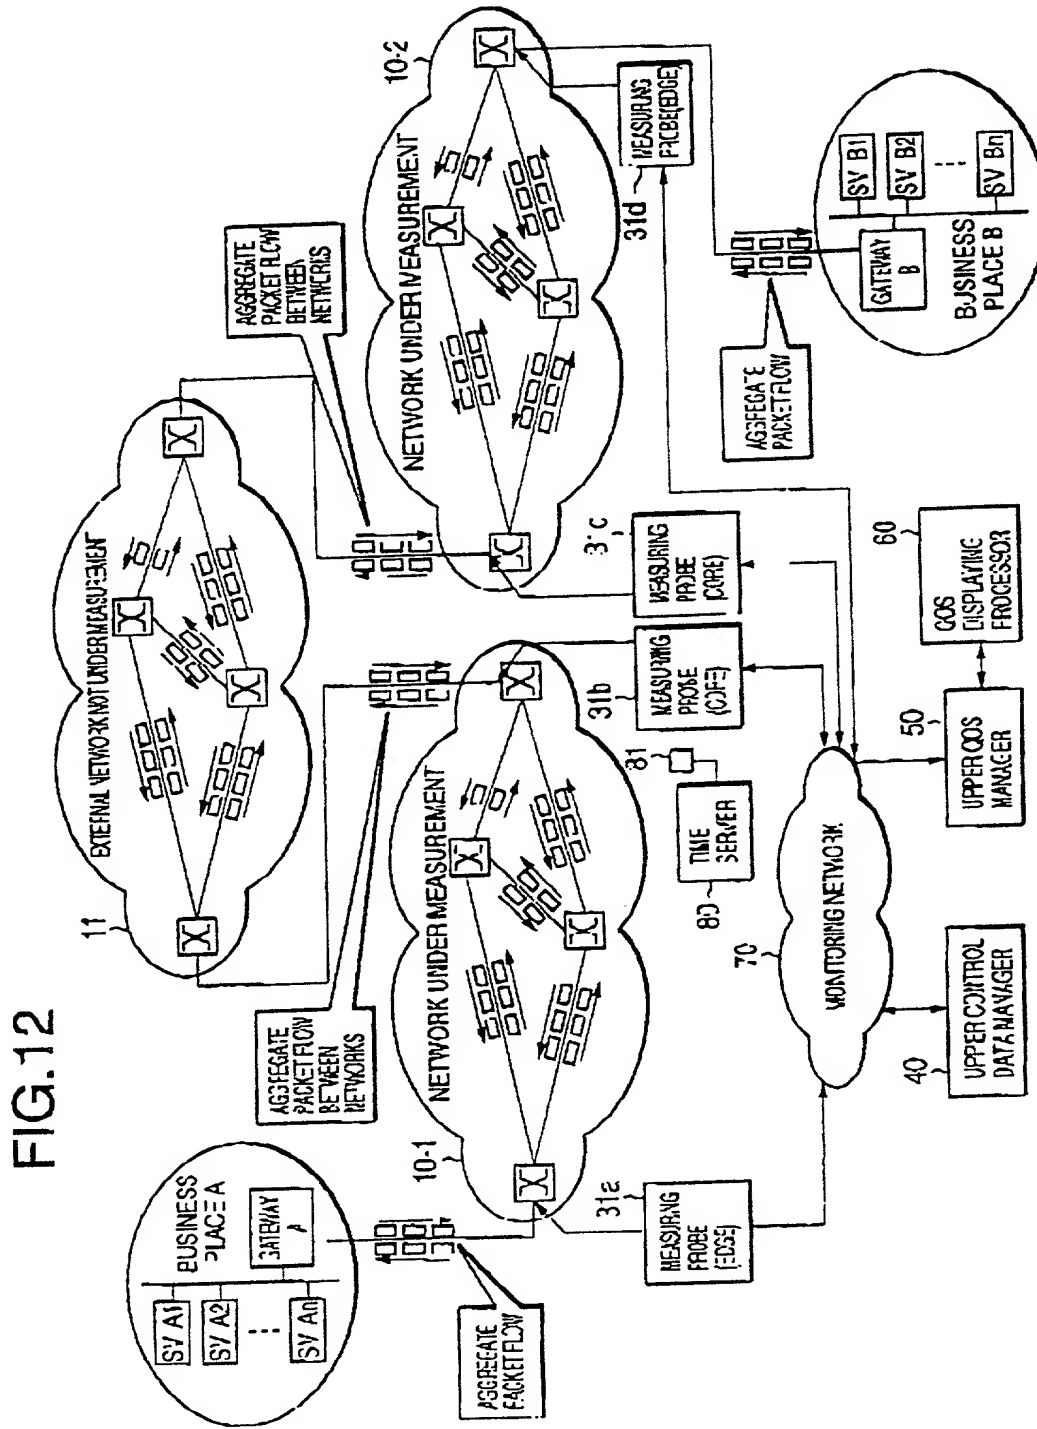 FIG.12
BUSINESS
PLACE A
SV A1
SV A2
SV An
GATEWAY
A
AGGREGATE
PACKET FLOW
11
EXTERNAL NETWORK NOT UNDER MEASUREMENT
AGGREGATE
PACKET FLOW
BETWEEN
NETWORKS
AGGREGATE
PACKET FLOW
BETWEEN
NETWORKS
10-1
NETWORK UNDER MEASUREMENT
10-2
NETWORK UNDER MEASUREMENT
31a
MEASURING
PROBE
(EDGE)
31b
MEASURING
PROBE
(CORE)
31c
MEASURING
PROBE
(CORE)
31d
MEASURING
PROBE(EDGE)
80
TIME
SERVER
81
70
MONITORING NETWORK
40
UPPER CONTROL
DATA MANAGER
50
UPPER QOS
MANAGER
60
QOS
DISPLAYING
PROCESSOR
AGGREGATE
PACKET FLOW
GATEWAY
B
SV B1
SV B2
SV Bn
BUSINESS
PLACE B